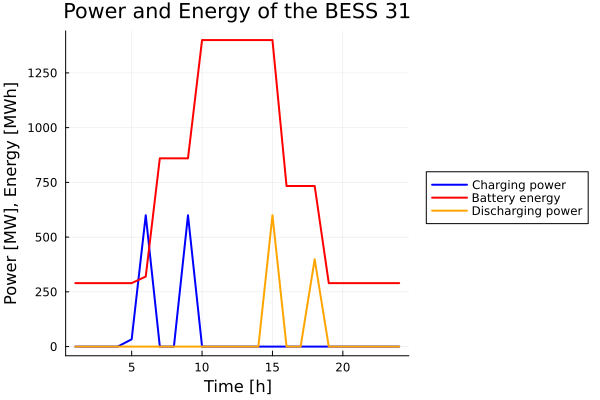 Power and Energy of the BESS 31
Power [MW], Energy [MWh]
1250
1000
750
500
250
0
5
10
15
20
Time [h]
Charging power
Battery energy
Discharging power